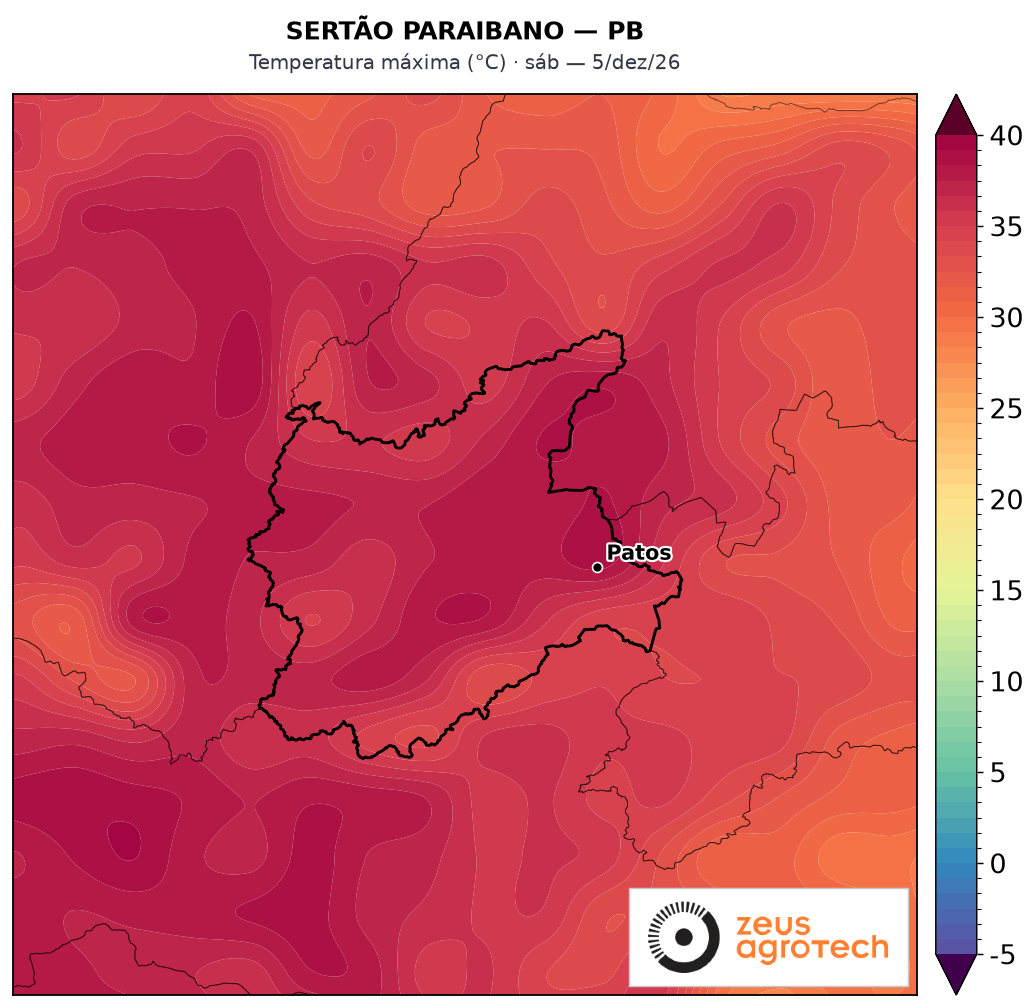 SERTÃO PARAIBANO — PB
Temperatura máxima (°C) · sáb — 5/dez/26
40
35
30
25
20
15
10
5
0
-5
Patos
zeus
agrotech